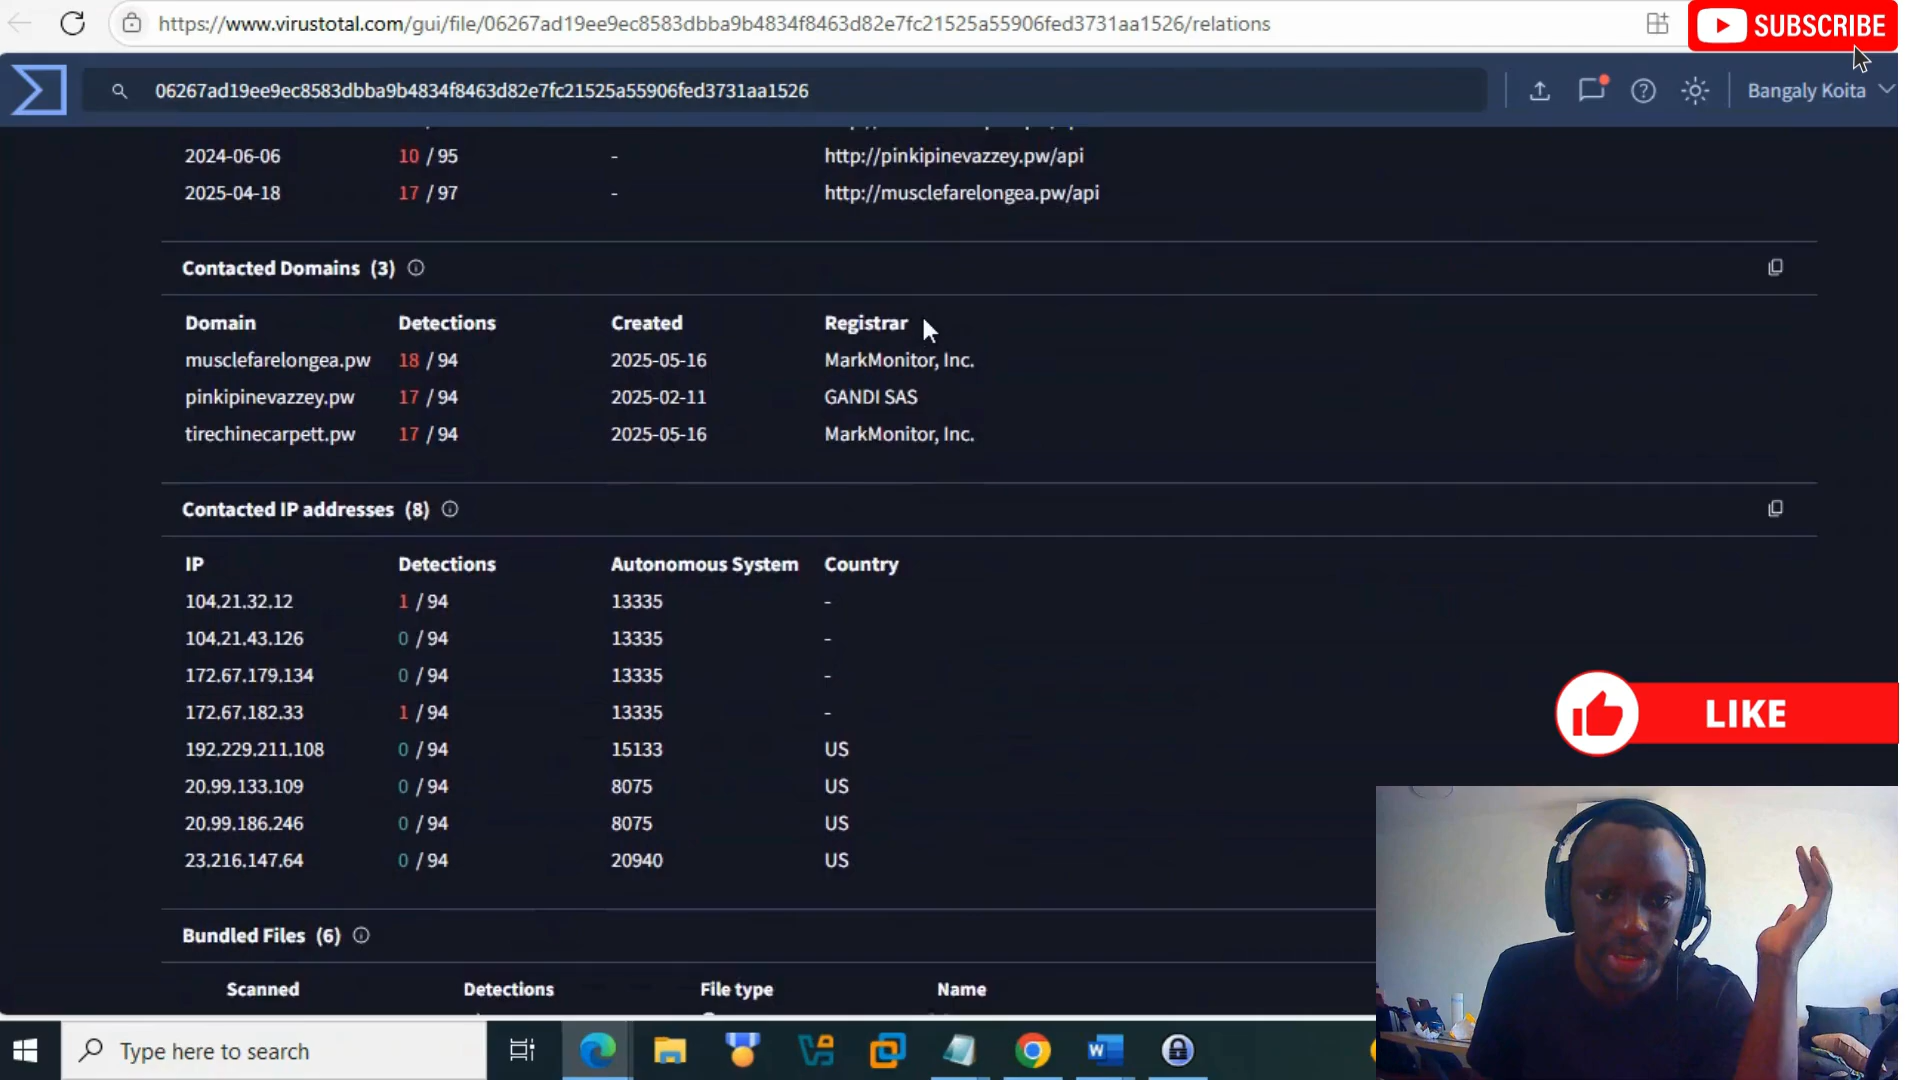 https://www.virustotal.com/gui/file/06267ad19ee9ec8583dbba9b4834f8463d82e7fc21525a55906fed3731aa1526/relations
SUBSCRIBE
06267ad19ee9ec8583dbba9b4834f8463d82e7fc21525a55906fed3731aa1526
Bangaly Koita
2024-06-06 10 / 95 - http://pinkipinevazzey.pw/api
2025-04-18 17 / 97 - http://musclefarelongea.pw/api
Contacted Domains (3)
Domain Detections Created Registrar
musclefarelongea.pw 18 / 94 2025-05-16 MarkMonitor, Inc.
pinkipinevazzey.pw 17 / 94 2025-02-11 GANDI SAS
tirechinecarpett.pw 17 / 94 2025-05-16 MarkMonitor, Inc.
Contacted IP addresses (8)
IP Detections Autonomous System Country
104.21.32.12 1 / 94 13335 -
104.21.43.126 0 / 94 13335 -
172.67.179.134 0 / 94 13335 -
172.67.182.33 1 / 94 13335 -
LIKE
192.229.211.108 0 / 94 15133 US
20.99.133.109 0 / 94 8075 US
20.99.186.246 0 / 94 8075 US
23.216.147.64 0 / 94 20940 US
Bundled Files (6)
Scanned Detections File type Name
Type here to search